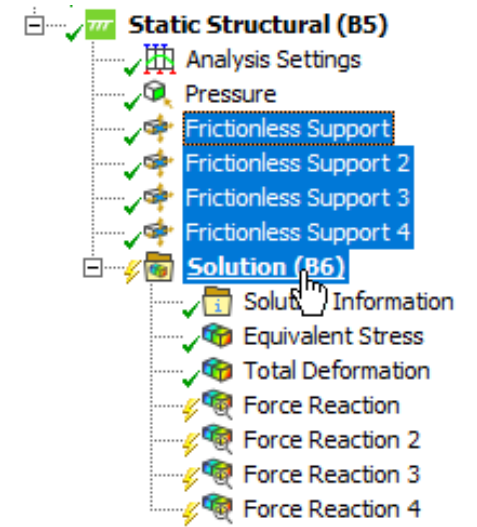 Static Structural (B5)
Analysis Settings
Pressure
Frictionless Support
Frictionless Support 2
Frictionless Support 3
Frictionless Support 4
Solution (B6)
Solution Information
Equivalent Stress
Total Deformation
Force Reaction
Force Reaction 2
Force Reaction 3
Force Reaction 4